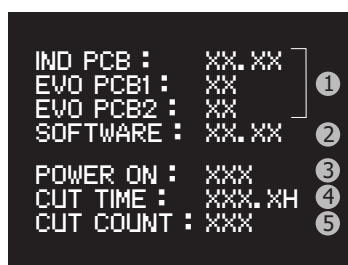 IND PCB : XX.XX
EVO PCB1 : XX ①
EVO PCB2 : XX
SOFTWARE : XX.XX ②
POWER ON : XXX ③
CUT TIME : XXX.XH ④
CUT COUNT : XXX ⑤